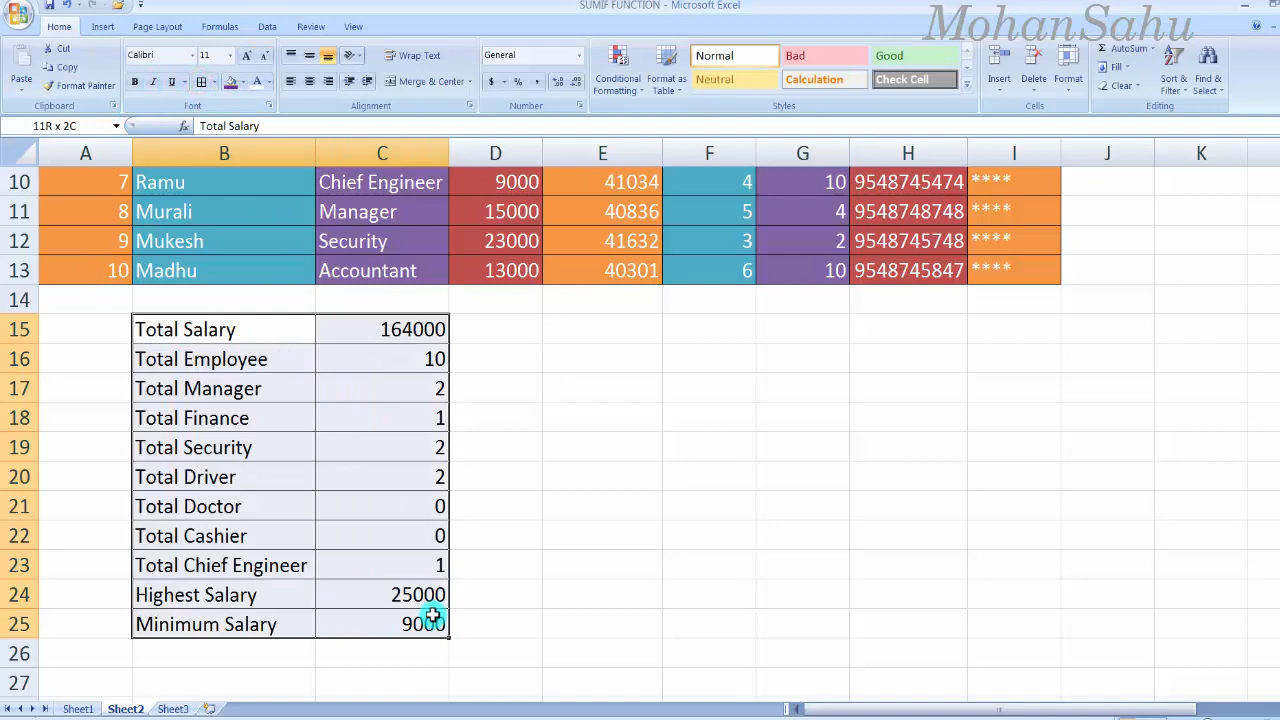 SUMIF FUNCTION - Microsoft Excel
MohanSahu
Home Insert Page Layout Formulas Data Review View
Cut
Copy
Format Painter
Paste
Clipboard
Calibri 11
B I U A
Font
Wrap Text
Merge & Center
Alignment
General
$ % ,
Number
Conditional Formatting
Format as Table
Normal Bad Good
Neutral Calculation Check Cell
Styles
Insert Delete Format
Cells
Σ AutoSum
Fill
Clear
Sort & Filter
Find & Select
Editing
11R x 2C fx Total Salary
A B C D E F G H I J K
10 7 Ramu Chief Engineer 9000 41034 4 10 9548745474 ****
11 8 Murali Manager 15000 40836 5 4 9548748748 ****
12 9 Mukesh Security 23000 41632 3 2 9548745748 ****
13 10 Madhu Accountant 13000 40301 6 10 9548745847 ****
14
15 Total Salary 164000
16 Total Employee 10
17 Total Manager 2
18 Total Finance 1
19 Total Security 2
20 Total Driver 2
21 Total Doctor 0
22 Total Cashier 0
23 Total Chief Engineer 1
24 Highest Salary 25000
25 Minimum Salary 9000
26
27
Sheet1 Sheet2 Sheet3